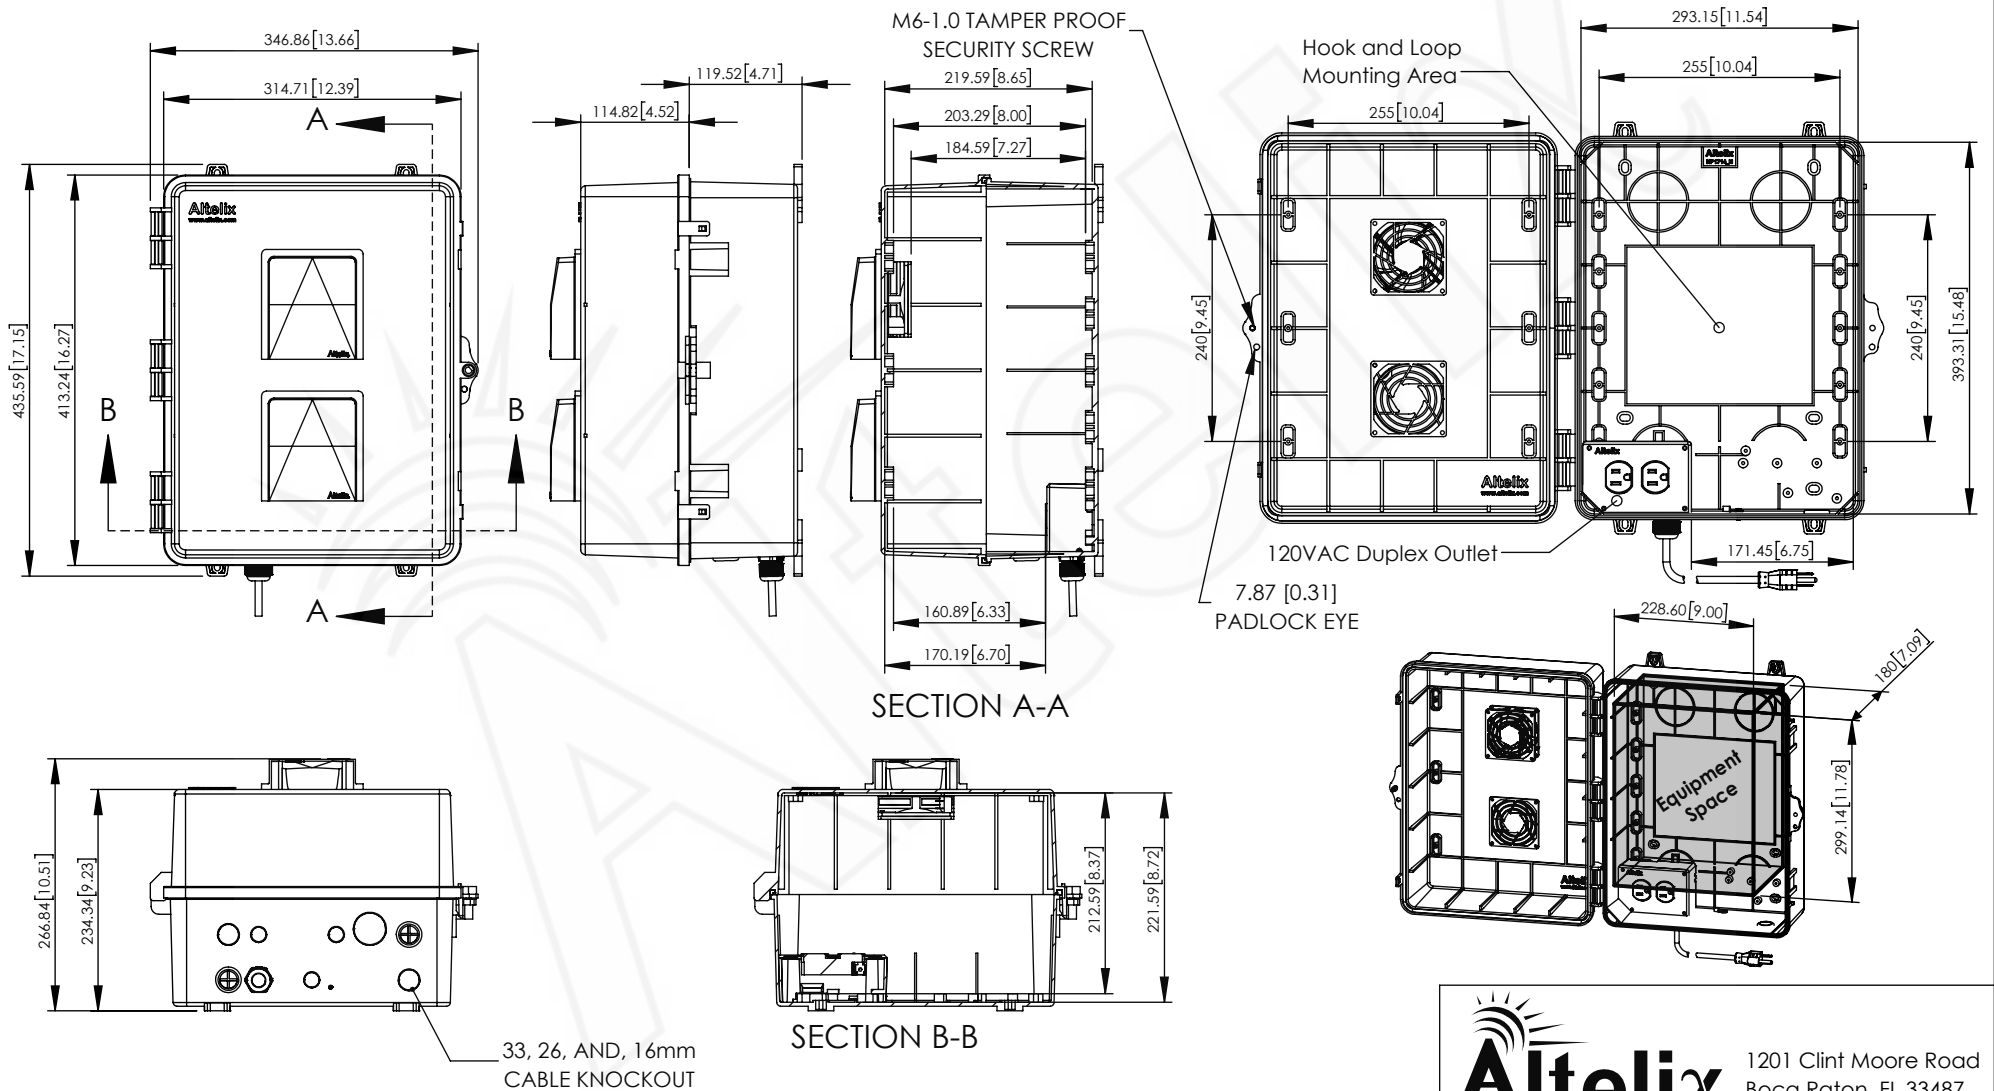 346.86[13.66]
314.71[12.39]
A
435.59[17.15]
413.24[16.27]
Altelix
www.altelix.com
Altelix
Altelix
B
B
A
119.52[4.71]
114.82[4.52]
M6-1.0 TAMPER PROOF
SECURITY SCREW
219.59[8.65]
203.29[8.00]
184.59[7.27]
160.89[6.33]
170.19[6.70]
SECTION A-A
Hook and Loop
Mounting Area
293.15[11.54]
255[10.04]
255[10.04]
240[9.45]
240[9.45]
393.31[15.48]
Altelix
Altelix
www.altelix.com
Altelix
120VAC Duplex Outlet
171.45[6.75]
7.87 [0.31]
PADLOCK EYE
228.60[9.00]
180[7.09]
299.14[11.78]
Equipment
Space
Altelix
266.84[10.51]
234.34[9.23]
33, 26, AND, 16mm
CABLE KNOCKOUT
212.59[8.37]
221.59[8.72]
SECTION B-B
Altelix
1201 Clint Moore Road
Boca Raton, FL 33487
Altelix